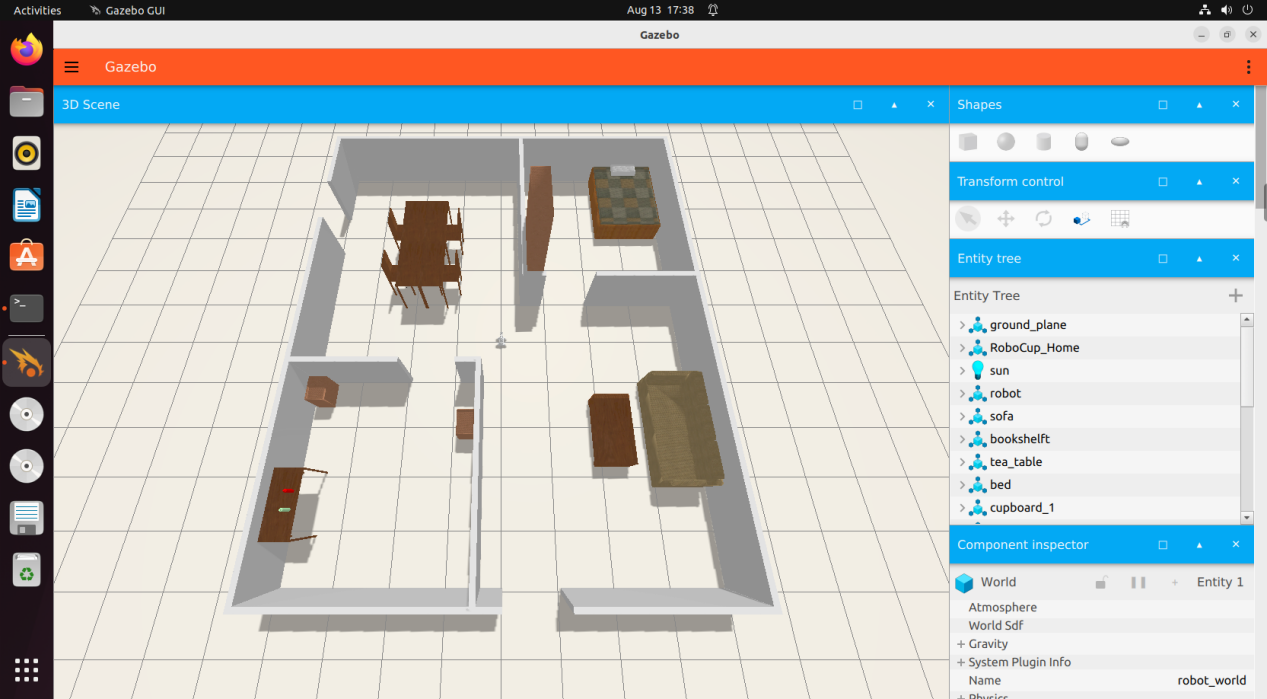 Activities
Gazebo GUI
Aug 13 17:38
Gazebo
Gazebo
3D Scene
Shapes
Transform control
Entity tree
Entity Tree
ground_plane
RoboCup_Home
sun
robot
sofa
bookshelft
tea_table
bed
cupboard_1
Component inspector
World
Entity 1
Atmosphere
World Sdf
Gravity
System Plugin Info
Name robot_world
Physics